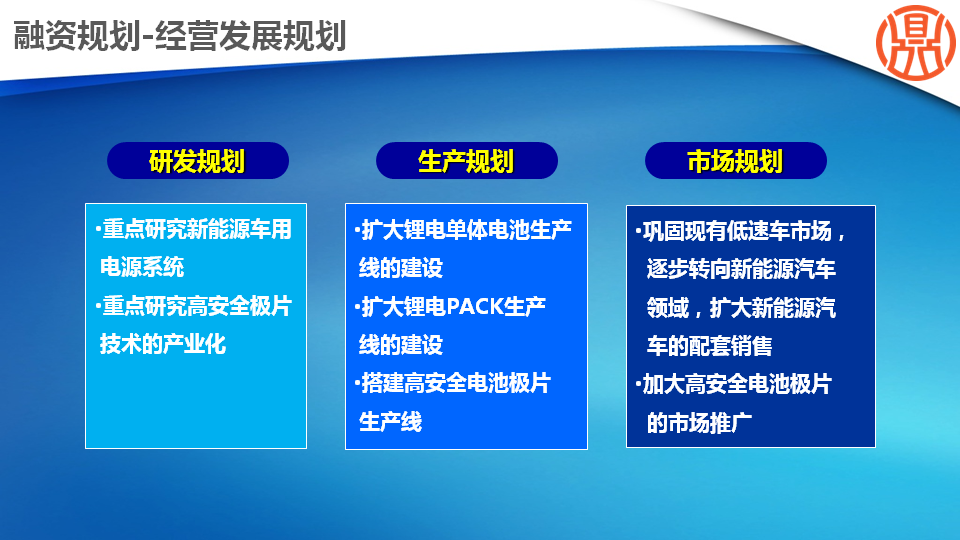 融资规划-经营发展规划
鼎
研发规划
·重点研究新能源车用
电源系统
·重点研究高安全极片
技术的产业化
生产规划
·扩大锂电单体电池生产
线的建设
·扩大锂电PACK生产
线的建设
·搭建高安全电池极片
生产线
市场规划
·巩固现有低速车市场，
逐步转向新能源汽车
领域，扩大新能源汽
车的配套销售
·加大高安全电池极片
的市场推广